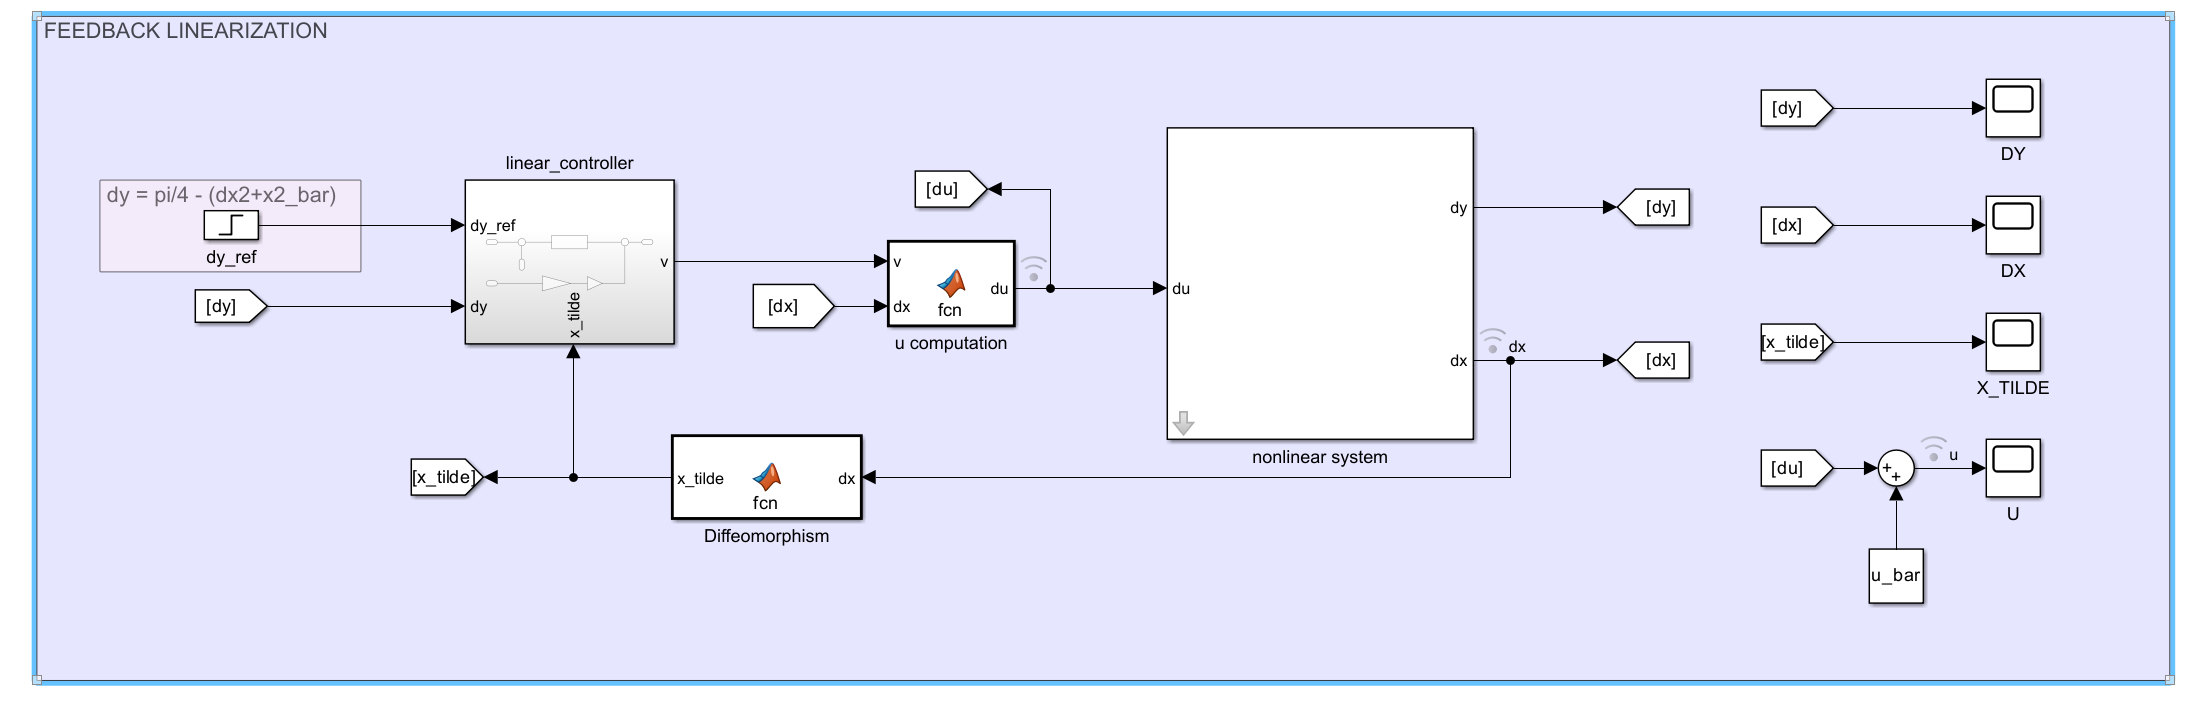 FEEDBACK LINEARIZATION
dy = pi/4 - (dx2+x2_bar)
dy_ref
[dy]
linear_controller
dy_ref
dy
x_tilde
v
[du]
[dx]
v
dx
du
fcn
u computation
du
dy
dx
nonlinear system
[dy]
dx
[dx]
[x_tilde]
x_tilde
dx
fcn
Diffeomorphism
[dy]
DY
[dx]
DX
[x_tilde]
X_TILDE
[du]
+
+
u
U
u_bar